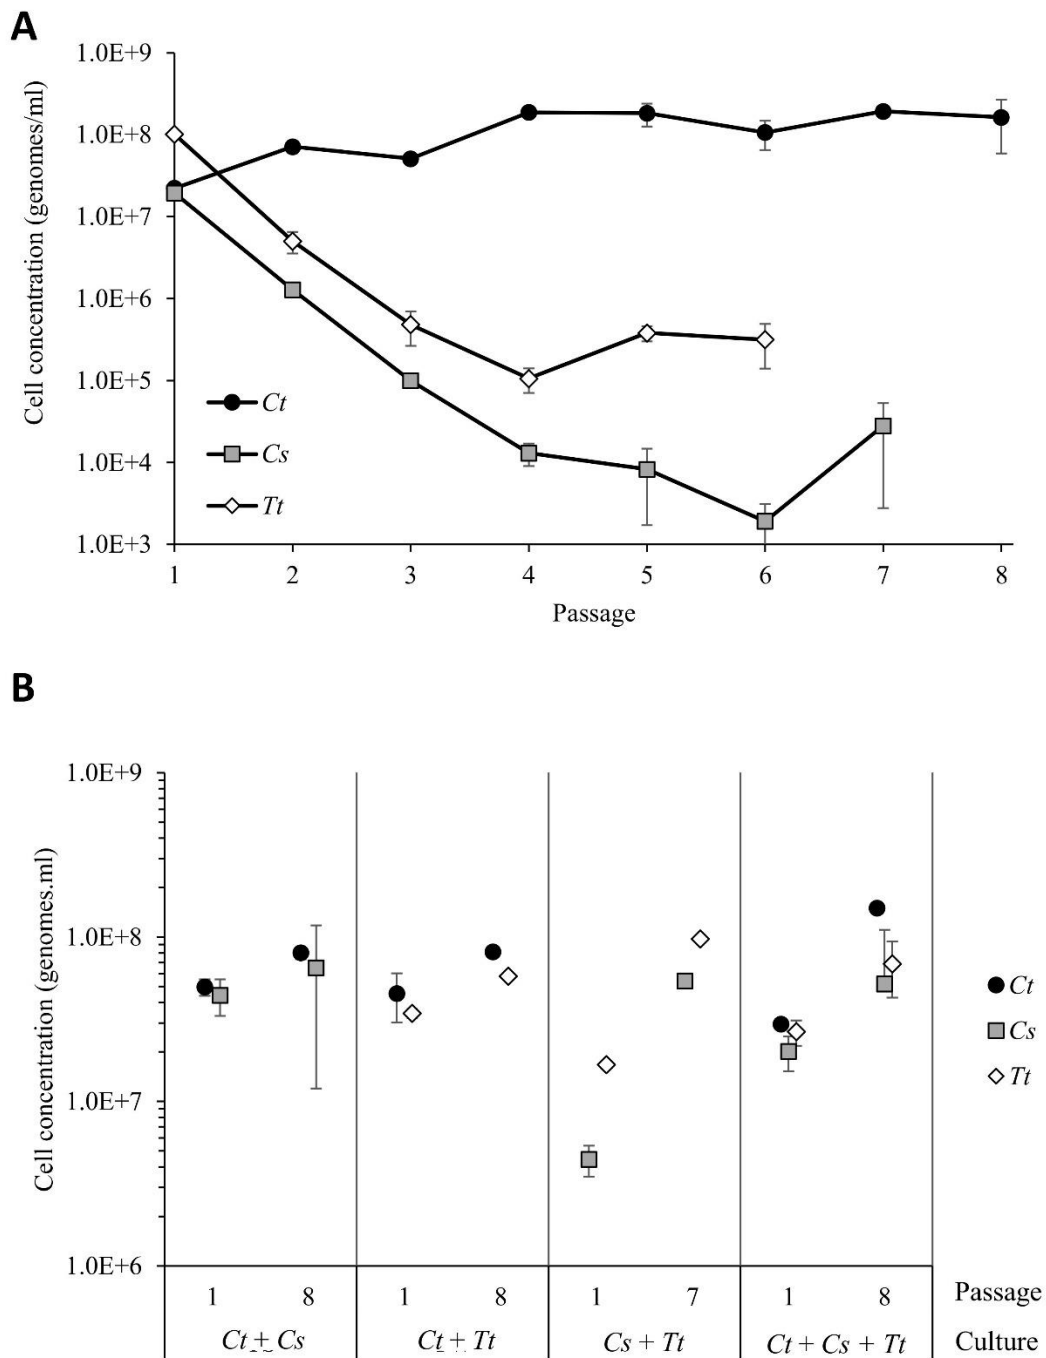 A
1.0E+9
1.0E+8
1.0E+7
1.0E+6
1.0E+5
1.0E+4
1.0E+3
Cell concentration (genomes/ml)
Ct
Cs
Tt
1 2 3 4 5 6 7 8
Passage
B
1.0E+9
1.0E+8
1.0E+7
1.0E+6
Cell concentration (genomes.ml)
Ct
Cs
Tt
1 8 1 8 1 7 1 8 Passage
Ct + Cs Ct + Tt Cs + Tt Ct + Cs + Tt Culture